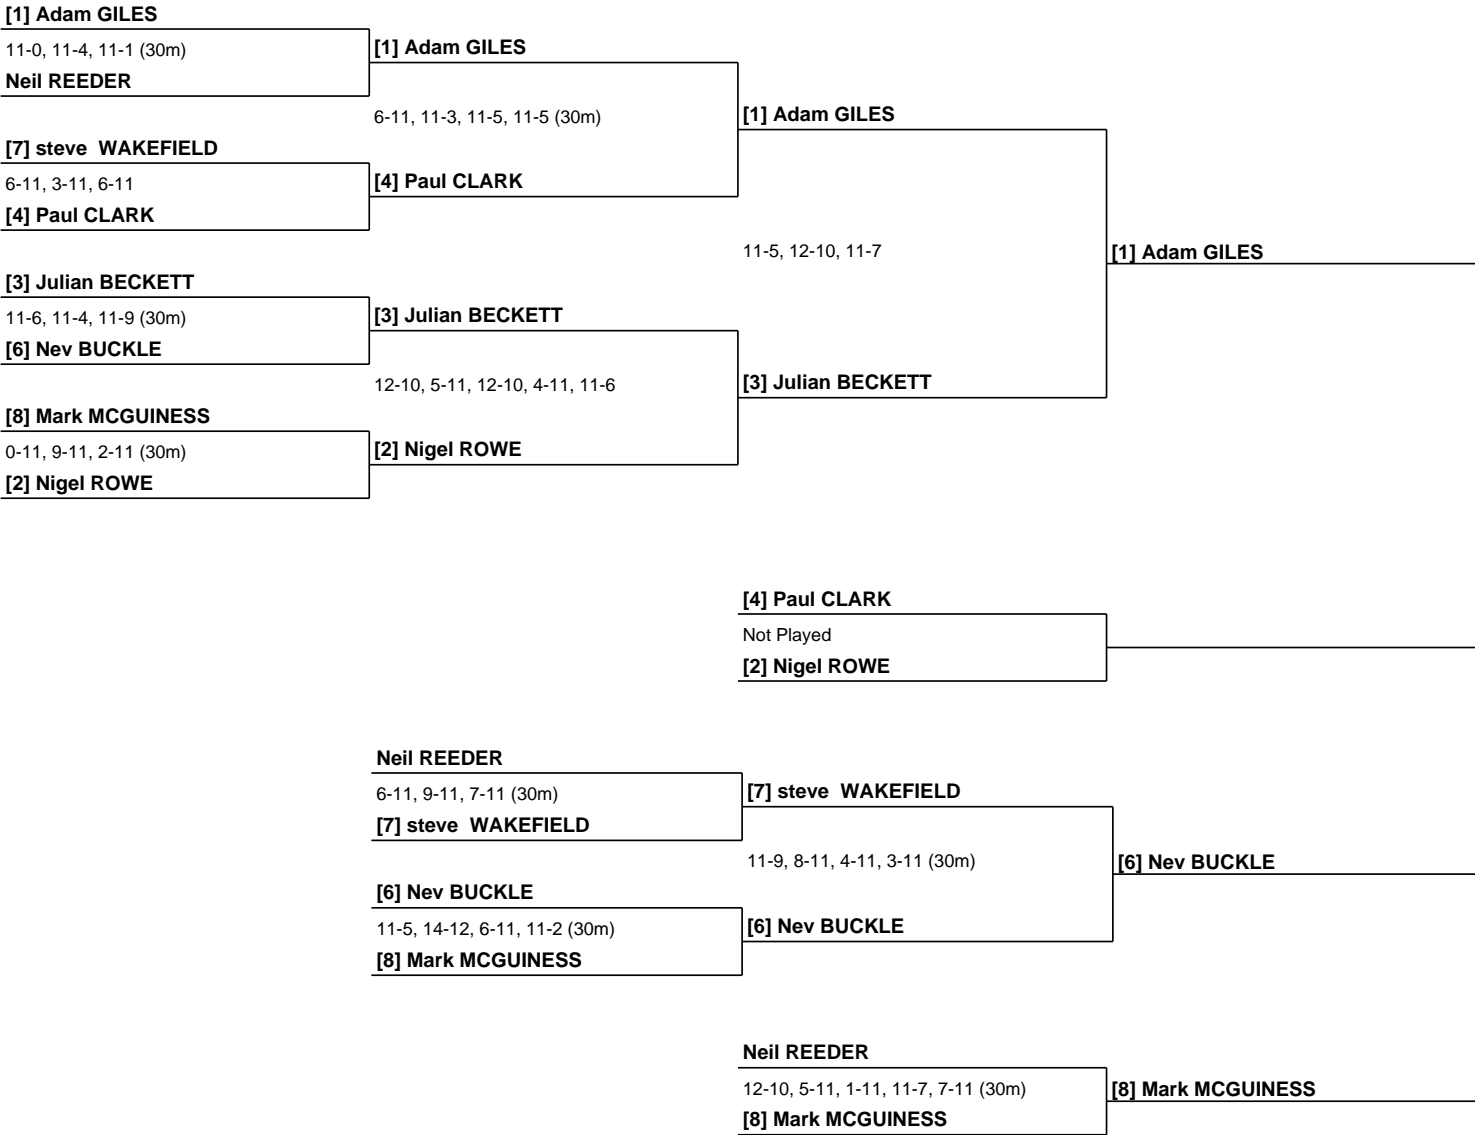 [1] Adam GILES
11-0, 11-4, 11-1 (30m)
[1] Adam GILES
Neil REEDER
6-11, 11-3, 11-5, 11-5 (30m)
[1] Adam GILES
[7] steve  WAKEFIELD
6-11, 3-11, 6-11
[4] Paul CLARK
[4] Paul CLARK
11-5, 12-10, 11-7
[1] Adam GILES
[3] Julian BECKETT
11-6, 11-4, 11-9 (30m)
[3] Julian BECKETT
[6] Nev BUCKLE
12-10, 5-11, 12-10, 4-11, 11-6
[3] Julian BECKETT
[8] Mark MCGUINESS
0-11, 9-11, 2-11 (30m)
[2] Nigel ROWE
[2] Nigel ROWE
[4] Paul CLARK
Not Played
[2] Nigel ROWE
Neil REEDER
6-11, 9-11, 7-11 (30m)
[7] steve  WAKEFIELD
[7] steve  WAKEFIELD
11-9, 8-11, 4-11, 3-11 (30m)
[6] Nev BUCKLE
[6] Nev BUCKLE
11-5, 14-12, 6-11, 11-2 (30m)
[6] Nev BUCKLE
[8] Mark MCGUINESS
Neil REEDER
12-10, 5-11, 1-11, 11-7, 7-11 (30m)
[8] Mark MCGUINESS
[8] Mark MCGUINESS